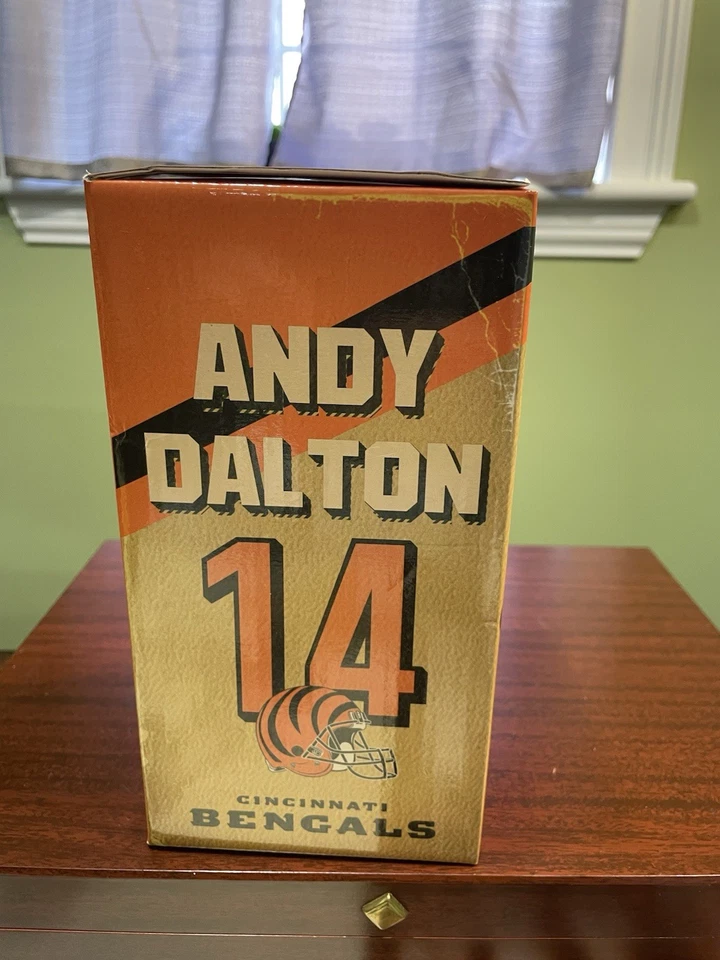 ANDY
DALTON
14
CINCINNATI
BENGALS